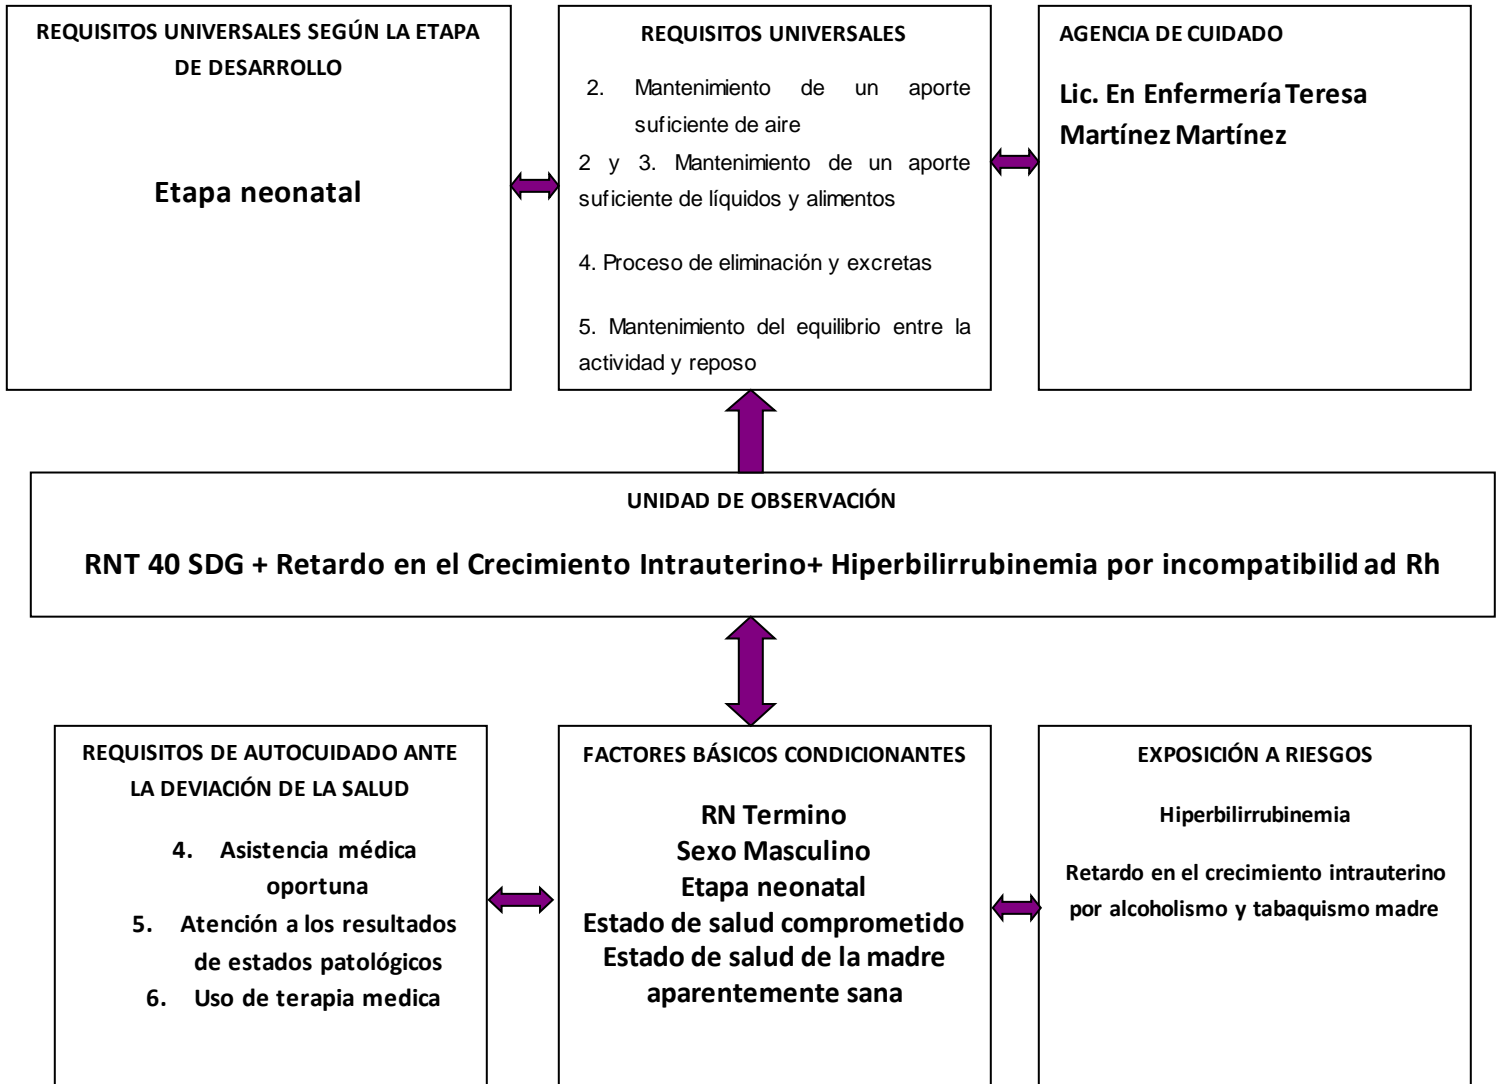 REQUISITOS UNIVERSALES SEGÚN LA ETAPA
DE DESARROLLO
Etapa neonatal
REQUISITOS UNIVERSALES
2. Mantenimiento de un aporte
suficiente de aire
2 y 3. Mantenimiento de un aporte
suficiente de líquidos y alimentos
4. Proceso de eliminación y excretas
5. Mantenimiento del equilibrio entre la
actividad y reposo
AGENCIA DE CUIDADO
Lic. En Enfermería Teresa
Martínez Martínez
UNIDAD DE OBSERVACIÓN
RNT 40 SDG + Retardo en el Crecimiento Intrauterino+ Hiperbilirrubinemia por incompatibilidad Rh
REQUISITOS DE AUTOCUIDADO ANTE
LA DEVIACIÓN DE LA SALUD
4. Asistencia médica
oportuna
5. Atención a los resultados
de estados patológicos
6. Uso de terapia medica
FACTORES BÁSICOS CONDICIONANTES
RN Termino
Sexo Masculino
Etapa neonatal
Estado de salud comprometido
Estado de salud de la madre
aparentemente sana
EXPOSICIÓN A RIESGOS
Hiperbilirrubinemia
Retardo en el crecimiento intrauterino
por alcoholismo y tabaquismo madre